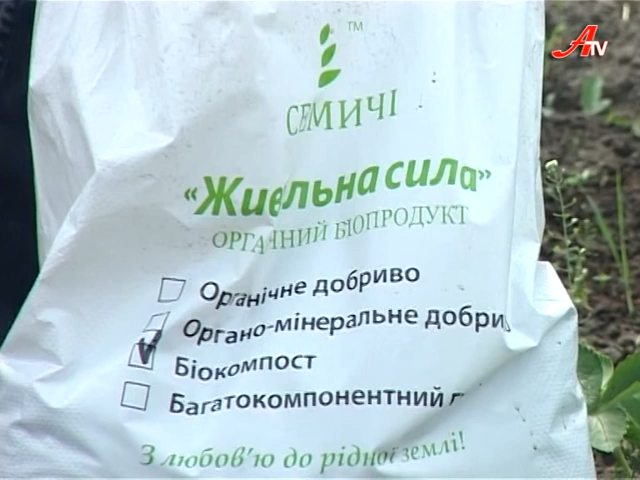 ATV
TM
СЕМИЧІ
«Живильна сила»
ОРГАНІЧНИЙ БІОПРОДУКТ
Органічне добриво
Органо-мінеральне добри
Біокомпост
Багатокомпонентний
З любов'ю до рідної землі!